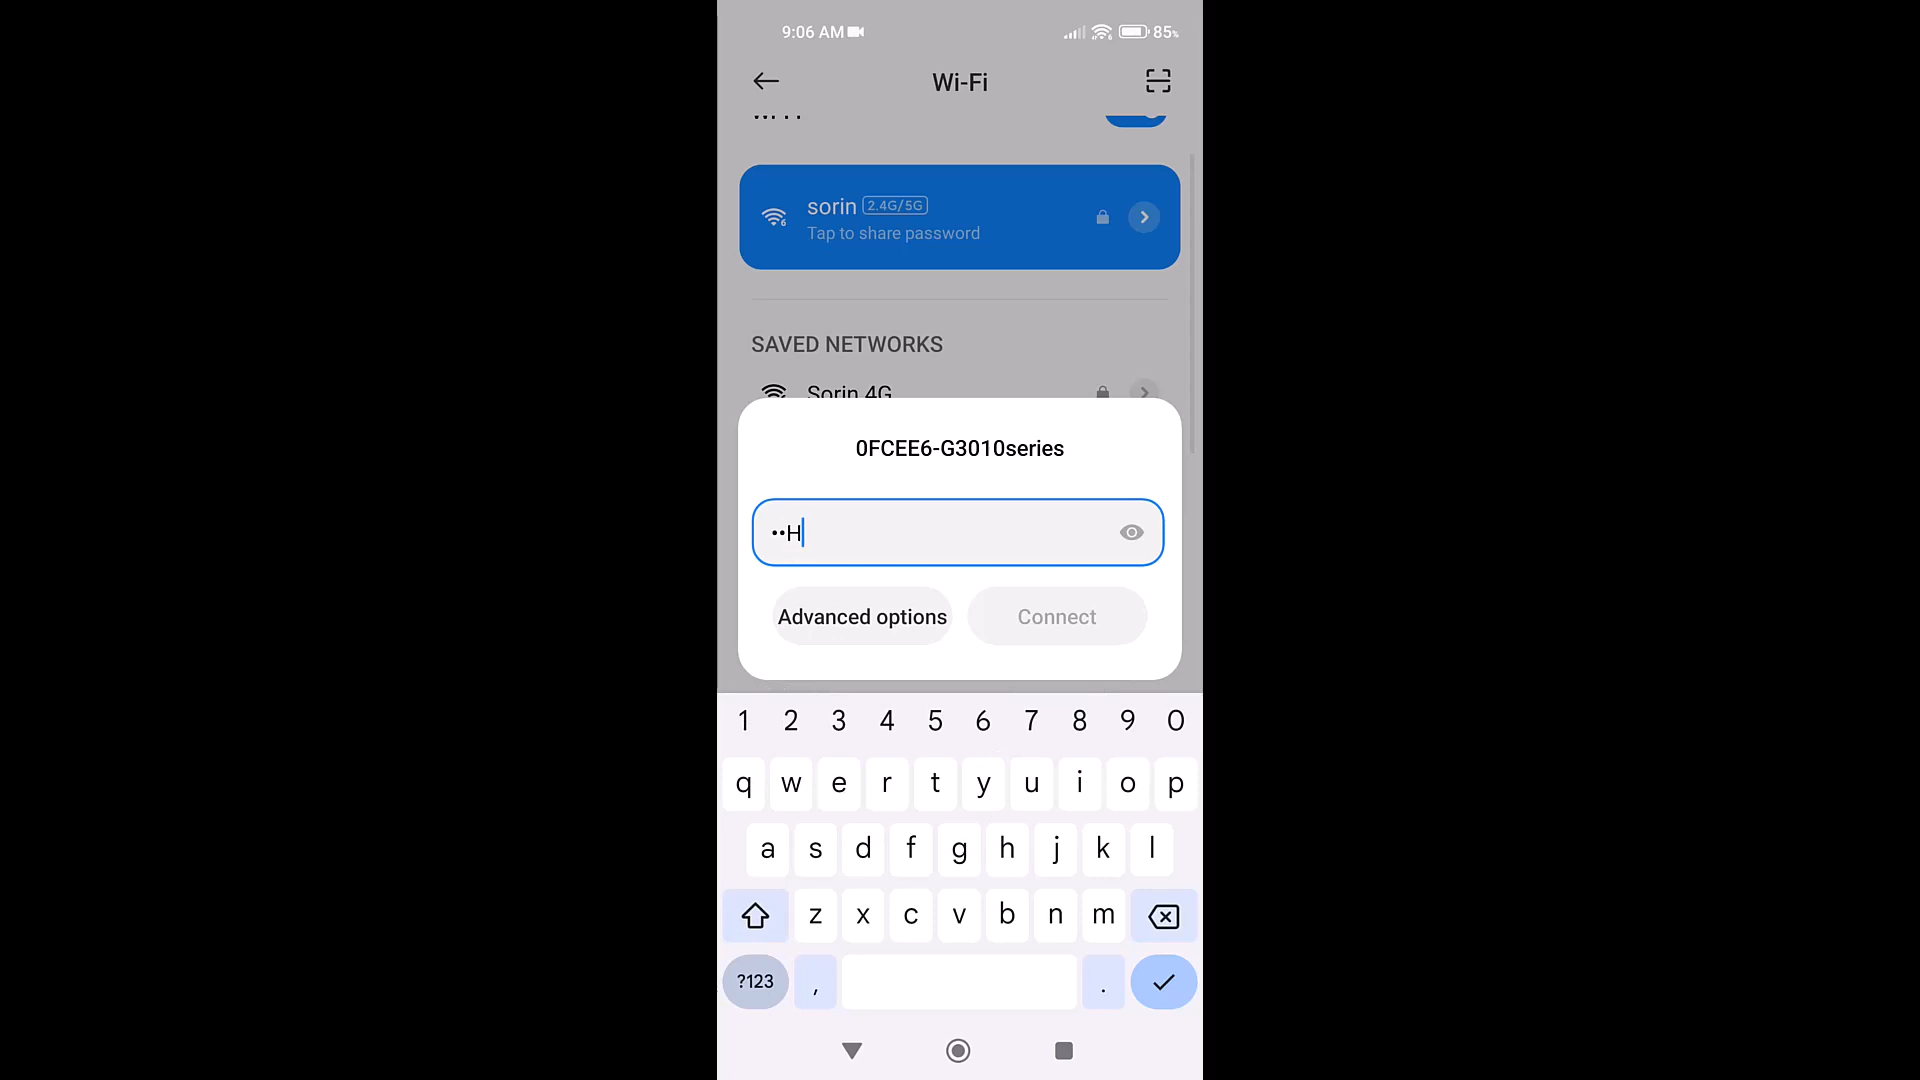 9:06 AM 85%
Wi-Fi
sorin 2.4G/5G
Tap to share password
SAVED NETWORKS
Sorin 4G
0FCEE6-G3010series
••H
Advanced options Connect
1 2 3 4 5 6 7 8 9 0
q w e r t y u i o p
a s d f g h j k l
z x c v b n m
?123 , .